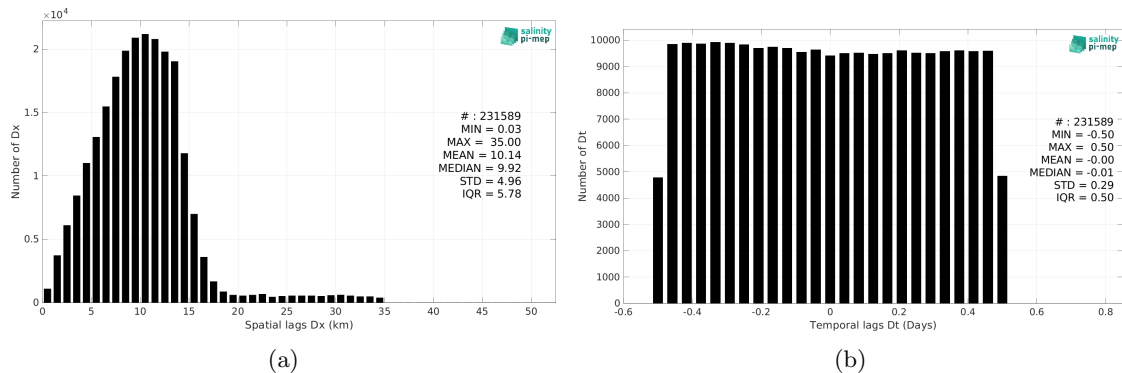 ×10⁴
2
1.5
1
0.5
0
Number of Dx
0 5 10 15 20 25 30 35 40 45 50
Spatial lags Dx (km)
salinity
pi-mep
# : 231589
MIN = 0.03
MAX = 35.00
MEAN = 10.14
MEDIAN = 9.92
STD = 4.96
IQR = 5.78
(a)
10000
9000
8000
7000
6000
5000
4000
3000
2000
1000
0
Number of Dt
-0.6 -0.4 -0.2 0 0.2 0.4 0.6 0.8
Temporal lags Dt (Days)
salinity
pi-mep
# : 231589
MIN = -0.50
MAX = 0.50
MEAN = -0.00
MEDIAN = -0.01
STD = 0.29
IQR = 0.50
(b)